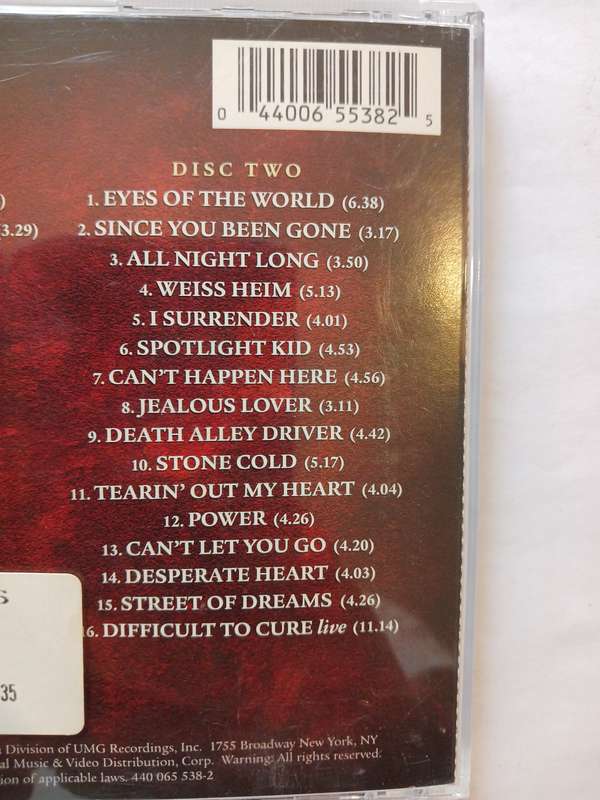 0 44006 55382 5
DISC TWO
1. EYES OF THE WORLD (6.38)
(3.29) 2. SINCE YOU BEEN GONE (3.17)
3. ALL NIGHT LONG (3.50)
4. WEISS HEIM (5.13)
5. I SURRENDER (4.01)
6. SPOTLIGHT KID (4.53)
7. CAN'T HAPPEN HERE (4.56)
8. JEALOUS LOVER (3.11)
9. DEATH ALLEY DRIVER (4.42)
10. STONE COLD (5.17)
11. TEARIN' OUT MY HEART (4.04)
12. POWER (4.26)
13. CAN'T LET YOU GO (4.20)
14. DESPERATE HEART (4.03)
15. STREET OF DREAMS (4.26)
16. DIFFICULT TO CURE live (11.14)
35
Division of UMG Recordings, Inc. 1755 Broadway New York, NY
Music & Video Distribution, Corp. Warning: All rights reserved.
of applicable laws. 440 065 538-2